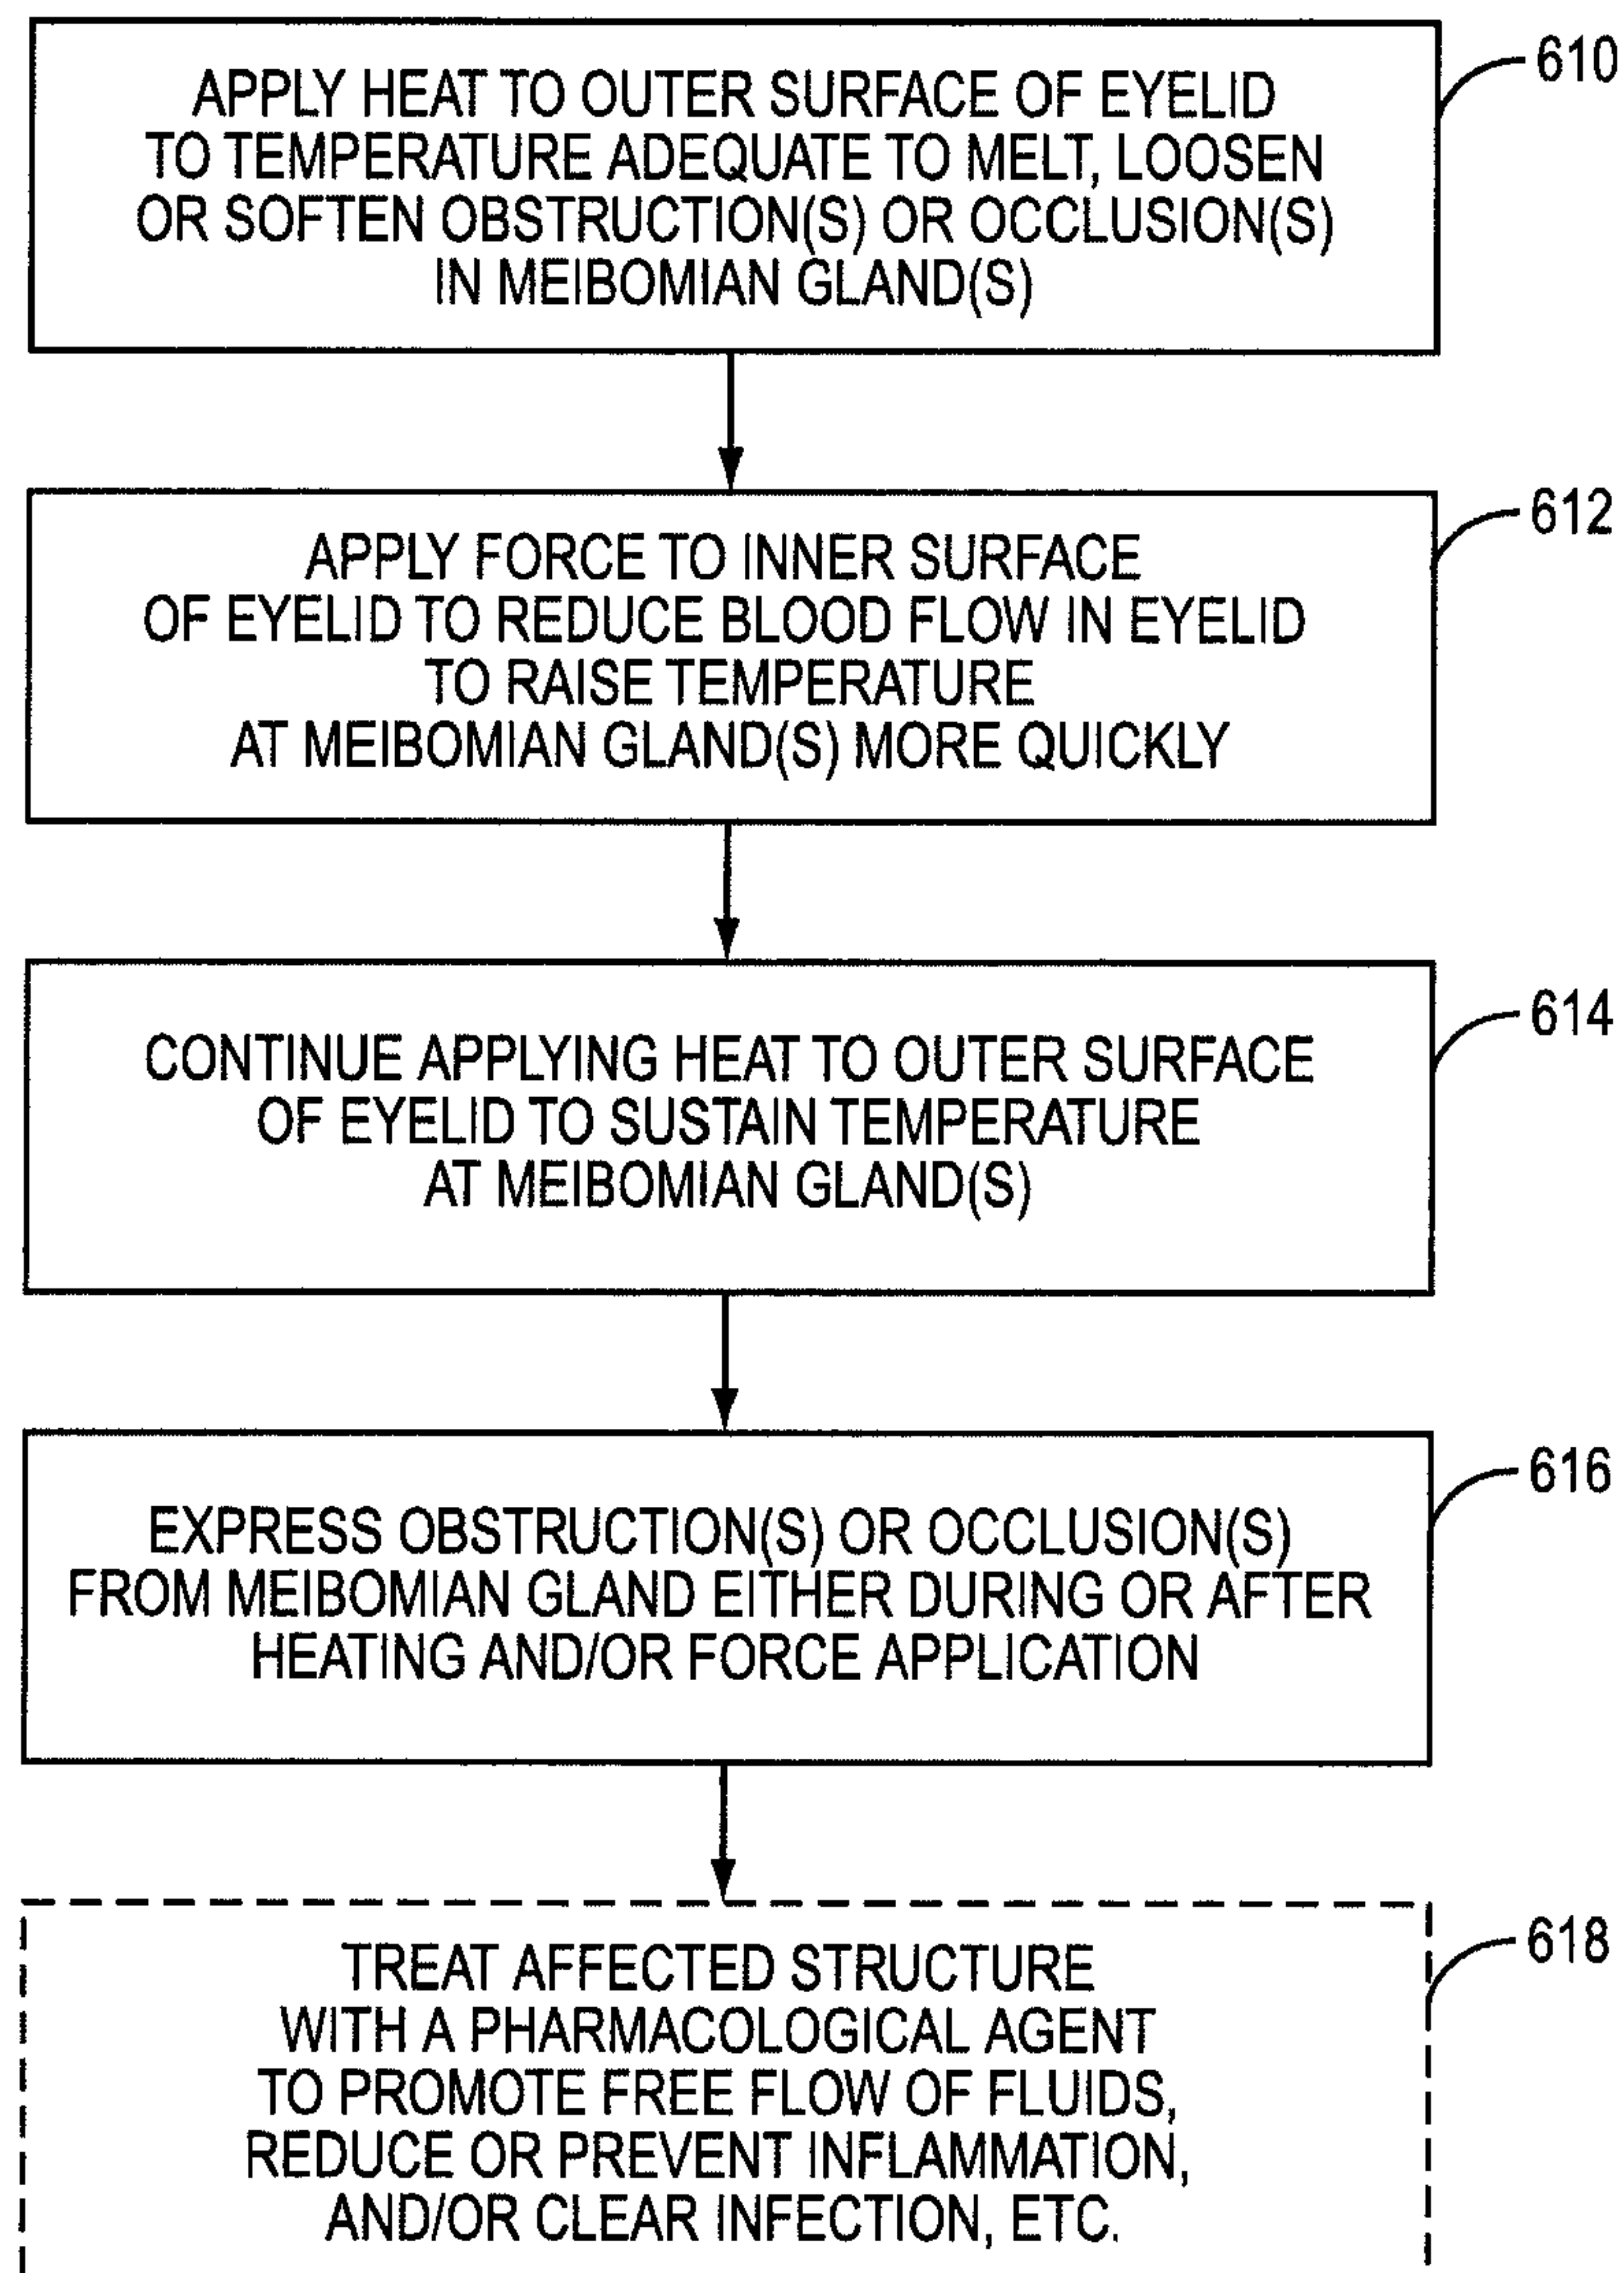 610
APPLY HEAT TO OUTER SURFACE OF EYELID
TO TEMPERATURE ADEQUATE TO MELT, LOOSEN
OR SOFTEN OBSTRUCTION(S) OR OCCLUSION(S)
IN MEIBOMIAN GLAND(S)
612
APPLY FORCE TO INNER SURFACE
OF EYELID TO REDUCE BLOOD FLOW IN EYELID
TO RAISE TEMPERATURE
AT MEIBOMIAN GLAND(S) MORE QUICKLY
614
CONTINUE APPLYING HEAT TO OUTER SURFACE
OF EYELID TO SUSTAIN TEMPERATURE
AT MEIBOMIAN GLAND(S)
616
EXPRESS OBSTRUCTION(S) OR OCCLUSION(S)
FROM MEIBOMIAN GLAND EITHER DURING OR AFTER
HEATING AND/OR FORCE APPLICATION
618
TREAT AFFECTED STRUCTURE
WITH A PHARMACOLOGICAL AGENT
TO PROMOTE FREE FLOW OF FLUIDS,
REDUCE OR PREVENT INFLAMMATION,
AND/OR CLEAR INFECTION, ETC.